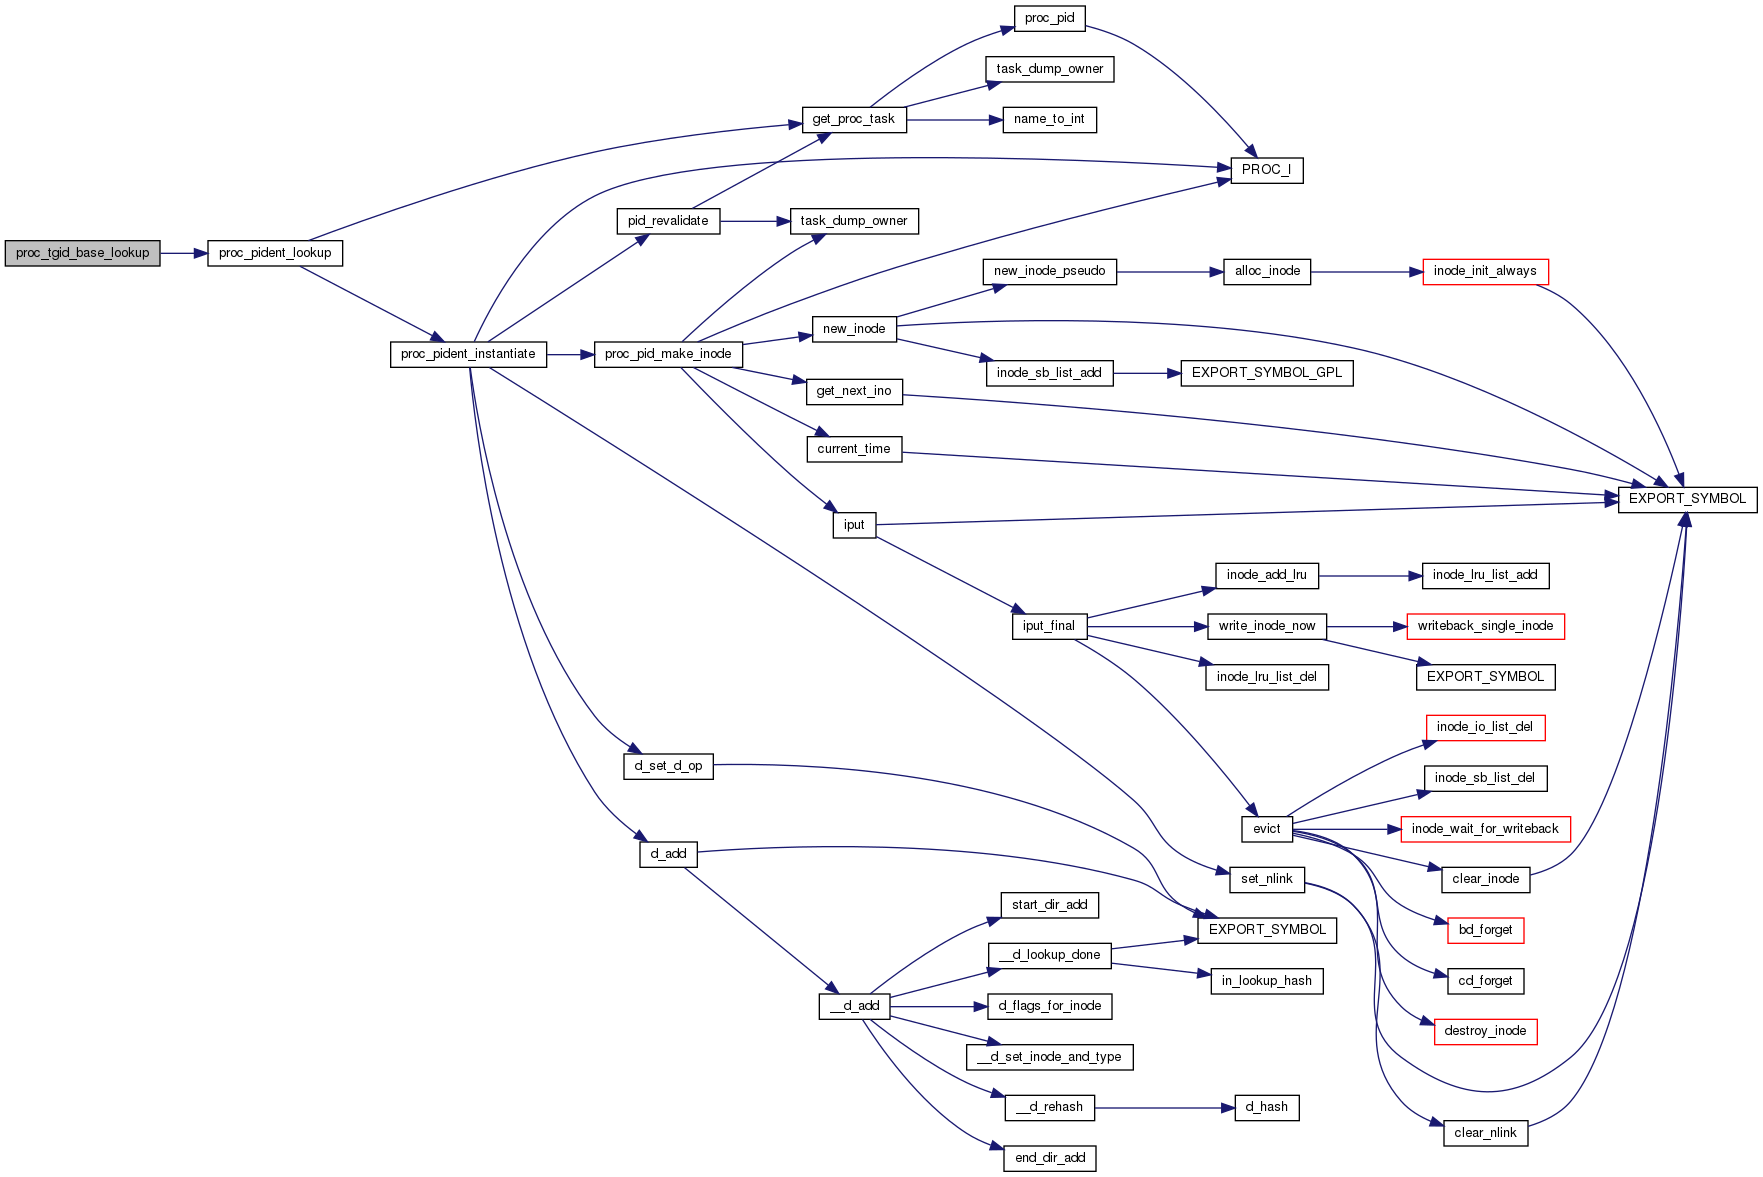 proc_pid
task_dump_owner
get_proc_task
name_to_int
PROC_I
pid_revalidate
task_dump_owner
proc_tgid_base_lookup
proc_pident_lookup
new_inode_pseudo
alloc_inode
inode_init_always
new_inode
proc_pident_instantiate
proc_pid_make_inode
inode_sb_list_add
EXPORT_SYMBOL_GPL
get_next_ino
current_time
EXPORT_SYMBOL
iput
inode_add_lru
inode_lru_list_add
iput_final
write_inode_now
writeback_single_inode
inode_lru_list_del
EXPORT_SYMBOL
inode_io_list_del
d_set_d_op
inode_sb_list_del
evict
inode_wait_for_writeback
d_add
set_nlink
clear_inode
start_dir_add
EXPORT_SYMBOL
bd_forget
__d_lookup_done
in_lookup_hash
cd_forget
__d_add
d_flags_for_inode
destroy_inode
__d_set_inode_and_type
__d_rehash
d_hash
clear_nlink
end_dir_add